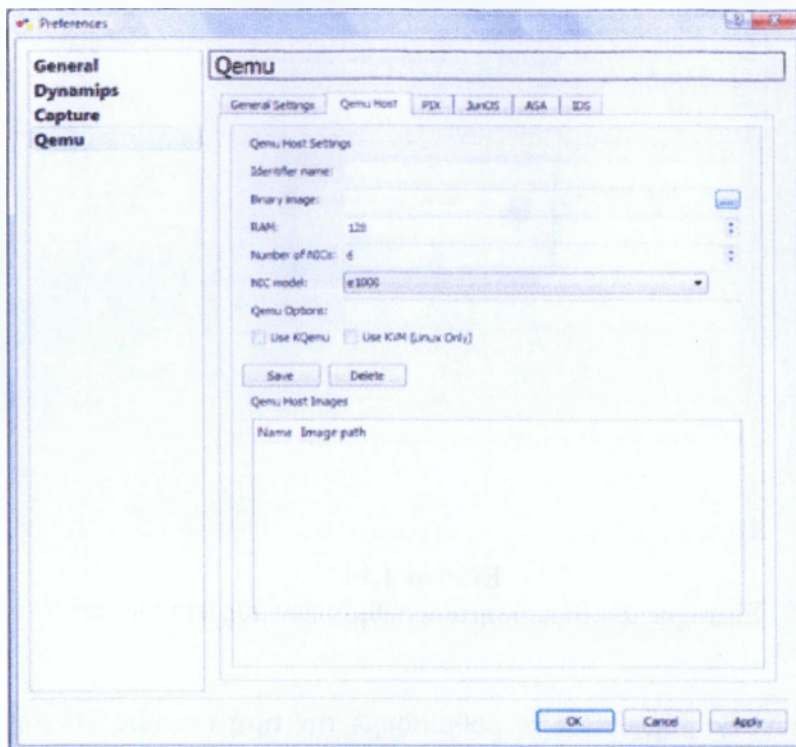 Preferences
General
Dynamips
Capture
Qemu
Qemu
General Settings Qemu Host PIX JunOS ASA IDS
Qemu Host Settings
Identifier name:
Binary image:
RAM: 128
Number of NICs: 6
NIC model: e1000
Qemu Options:
Use KQemu Use KVM (Linux Only)
Save Delete
Qemu Host Images
Name Image path
OK Cancel Apply